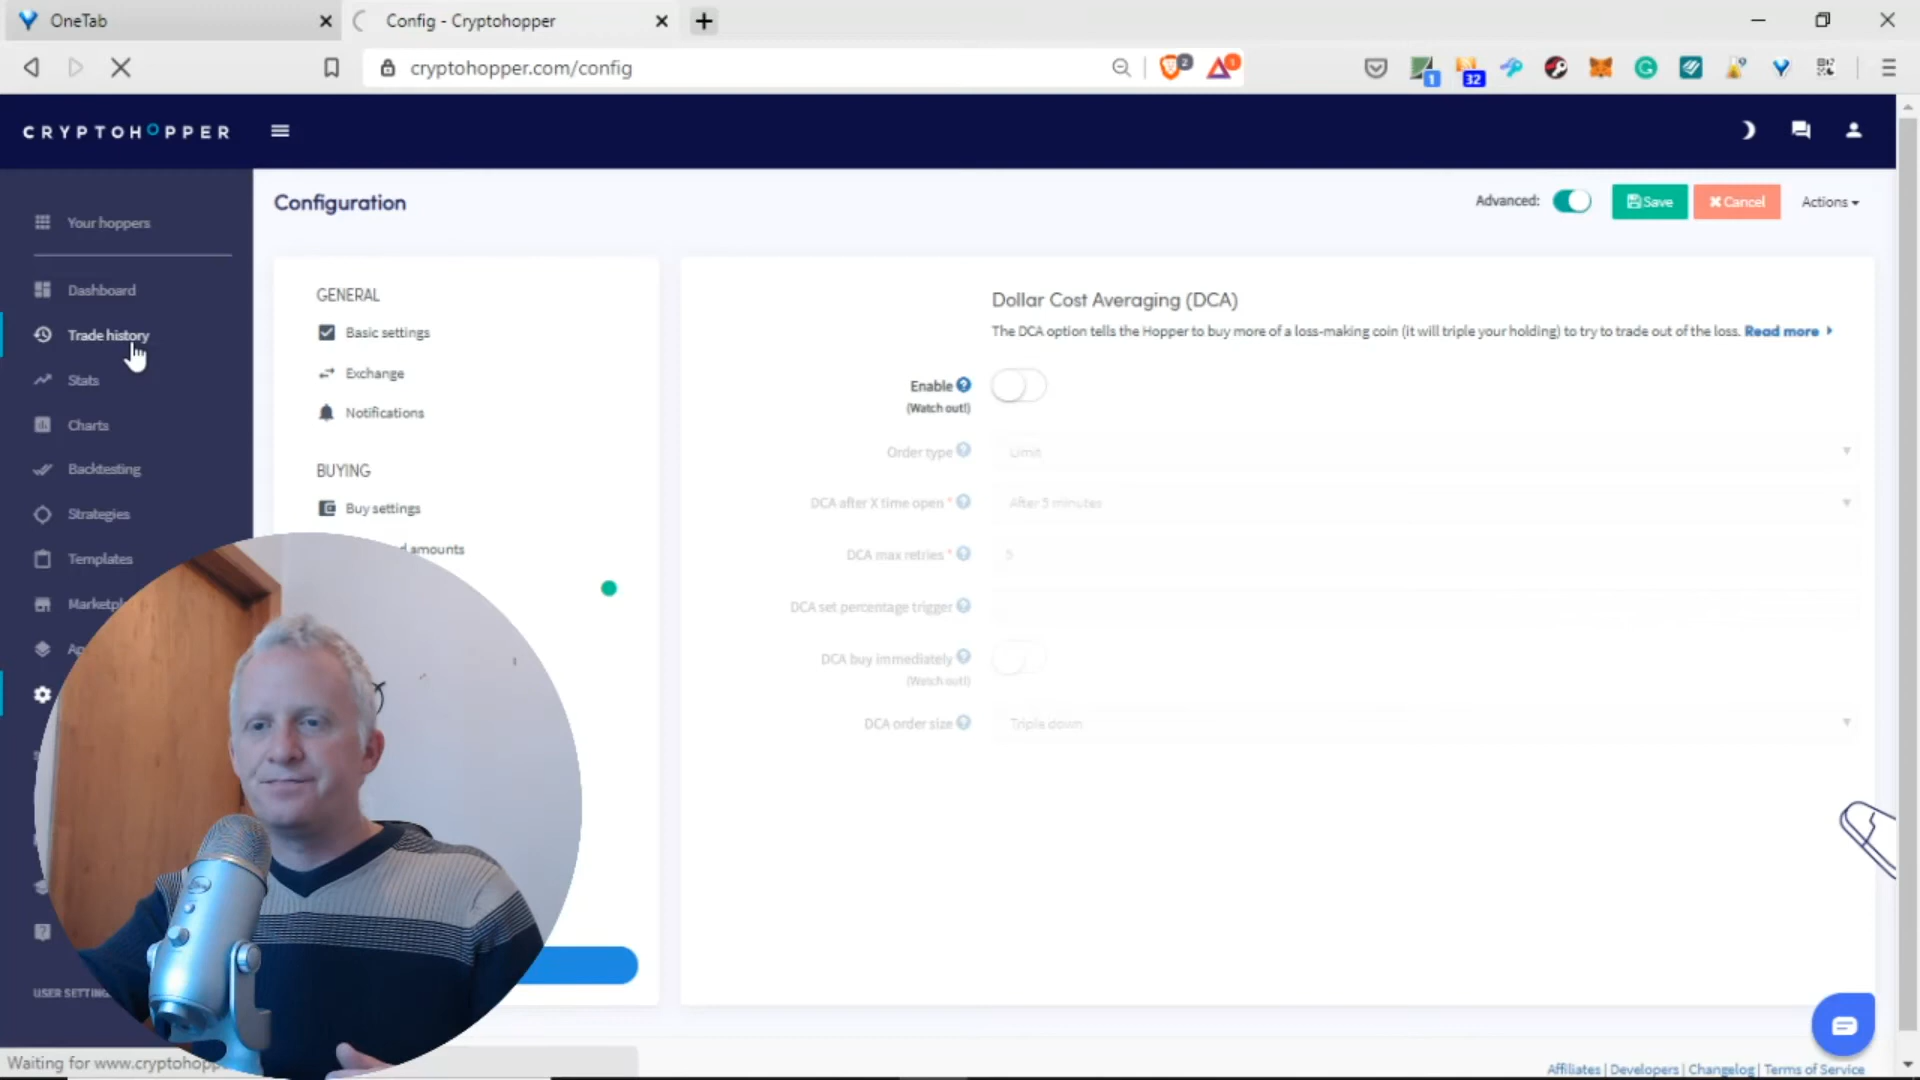 OneTab
Config - Cryptohopper
cryptohopper.com/config
2
1
1
32
CRYPTOHOPPER
Your hoppers
Dashboard
Trade history
Stats
Charts
Backtesting
Strategies
Templates
USER SETTING
Waiting for www.cryptohopp
Configuration
Advanced:
Save
Cancel
Actions
GENERAL
Basic settings
Exchange
Notifications
BUYING
Buy settings
amounts
Dollar Cost Averaging (DCA)
The DCA option tells the Hopper to buy more of a loss-making coin (it will triple your holding) to try to trade out of the loss. Read more
Enable
(Watch out!)
Order type
Limit
DCA after X time open *
After 5 minutes
DCA max retries *
5
DCA set percentage trigger
DCA buy immediately
(Watch out!)
DCA order size
Triple down
Affiliates | Developers | Changelog | Terms of Service